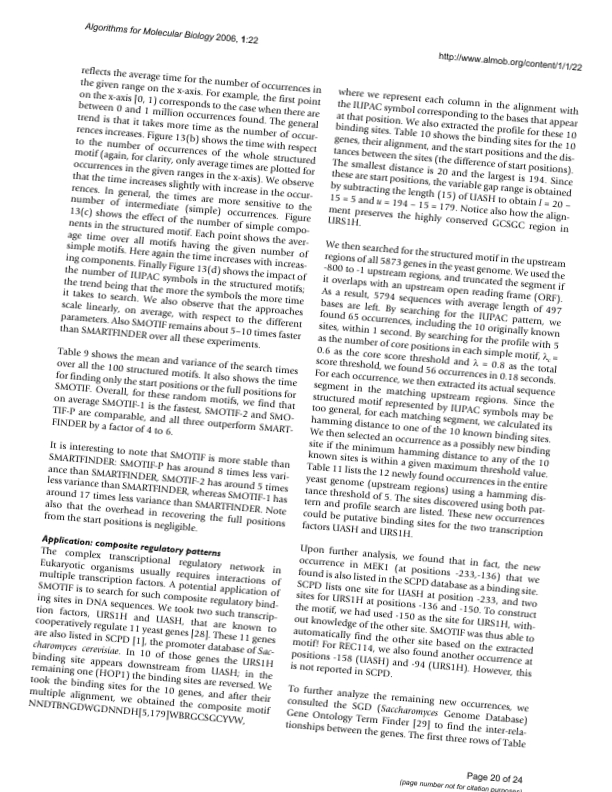 Algorithms for Molecular Biology 2006, 1:22
http://www.almob.org/content/1/1/22
reflects the average time for the number of occurrences in
the given range on the x-axis. For example, the first point
on the x-axis [0, 1) corresponds to the case when there are
between 0 and 1 million occurrences found. The general
trend is that it takes more time as the number of occur-
rences increases. Figure 13(b) shows the time with respect
to the number of occurrences of the whole structured
motif (again, for clarity, only average times are plotted for
occurrences in the given ranges in the x-axis). We observe
that the time increases slightly with increase in the occur-
rences. In general, the times are more sensitive to the
number of intermediate (simple) occurrences. Figure
13(c) shows the effect of the number of simple compo-
nents in the structured motif. Each point shows the aver-
age time over all motifs having the given number of
simple motifs. Here again the time increases with increas-
ing components. Finally Figure 13(d) shows the impact of
the number of IUPAC symbols in the structured motifs;
the trend being that the more the symbols the more time
it takes to search. We also observe that the approaches
scale linearly, on average, with respect to the different
parameters. Also SMOTIF remains about 5–10 times faster
than SMARTFINDER over all these experiments.
Table 9 shows the mean and variance of the search times
over all the 100 structured motifs. It also shows the time
for finding only the start positions or the full positions for
SMOTIF. Overall, for these random motifs, we find that
on average SMOTIF-1 is the fastest, SMOTIF-2 and SMO-
TIF-P are comparable, and all three outperform SMART-
FINDER by a factor of 4 to 6.
It is interesting to note that SMOTIF is more stable than
SMARTFINDER: SMOTIF-P has around 8 times less vari-
ance than SMARTFINDER, SMOTIF-2 has around 5 times
less variance than SMARTFINDER, whereas SMOTIF-1 has
around 17 times less variance than SMARTFINDER. Note
also that the overhead in recovering the full positions
from the start positions is negligible.
Application: composite regulatory patterns
The complex transcriptional regulatory network in
Eukaryotic organisms usually requires interactions of
multiple transcription factors. A potential application of
SMOTIF is to search for such composite regulatory bind-
ing sites in DNA sequences. We took two such transcrip-
tion factors, URS1H and UASH, that are known to
cooperatively regulate 11 yeast genes [28]. These 11 genes
are also listed in SCPD [1], the promoter database of Sac-
charomyces cerevisiae. In 10 of those genes the URS1H
binding site appears downstream from UASH; in the
remaining one (HOP1) the binding sites are reversed. We
took the binding sites for the 10 genes, and after their
multiple alignment, we obtained the composite motif
NNDTBNGDWGDNNDH[5,179]WBRGCSGCYVW,
where we represent each column in the alignment with
the IUPAC symbol corresponding to the bases that appear
at that position. We also extracted the profile for these 10
binding sites. Table 10 shows the binding sites for the 10
genes, their alignment, and the start positions and the dis-
tances between the sites (the difference of start positions).
The smallest distance is 20 and the largest is 194. Since
these are start positions, the variable gap range is obtained
by subtracting the length (15) of UASH to obtain l = 20 –
15 = 5 and u = 194 – 15 = 179. Notice also how the align-
ment preserves the highly conserved GCSGC region in
URS1H.
We then searched for the structured motif in the upstream
regions of all 5873 genes in the yeast genome. We used the
-800 to -1 upstream regions, and truncated the segment if
it overlaps with an upstream open reading frame (ORF).
As a result, 5794 sequences with average length of 497
bases are left. By searching for the IUPAC pattern, we
found 65 occurrences, including the 10 originally known
sites, within 1 second. By searching for the profile with 5
as the number of core positions in each simple motif, λc =
0.6 as the core score threshold and λ = 0.8 as the total
score threshold, we found 56 occurrences in 0.18 seconds.
For each occurrence, we then extracted its actual sequence
segment in the matching upstream regions. Since the
structured motif represented by IUPAC symbols may be
too general, for each matching segment, we calculated its
hamming distance to one of the 10 known binding sites.
We then selected an occurrence as a possibly new binding
site if the minimum hamming distance to any of the 10
known sites is within a given maximum threshold value.
Table 11 lists the 12 newly found occurrences in the entire
yeast genome (upstream regions) using a hamming dis-
tance threshold of 5. The sites discovered using both pat-
tern and profile search are listed. These new occurrences
could be putative binding sites for the two transcription
factors UASH and URS1H.
Upon further analysis, we found that in fact, the new
occurrence in MEK1 (at positions -233,-136) that we
found is also listed in the SCPD database as a binding site.
SCPD lists one site for UASH at position -233, and two
sites for URS1H at positions -136 and -150. To construct
the motif, we had used -150 as the site for URS1H, with-
out knowledge of the other site. SMOTIF was thus able to
automatically find the other site based on the extracted
motif! For REC114, we also found another occurrence at
positions -158 (UASH) and -94 (URS1H). However, this
is not reported in SCPD.
To further analyze the remaining new occurrences, we
consulted the SGD (Saccharomyces Genome Database)
Gene Ontology Term Finder [29] to find the inter-rela-
tionships between the genes. The first three rows of Table
Page 20 of 24
(page number not for citation purposes)